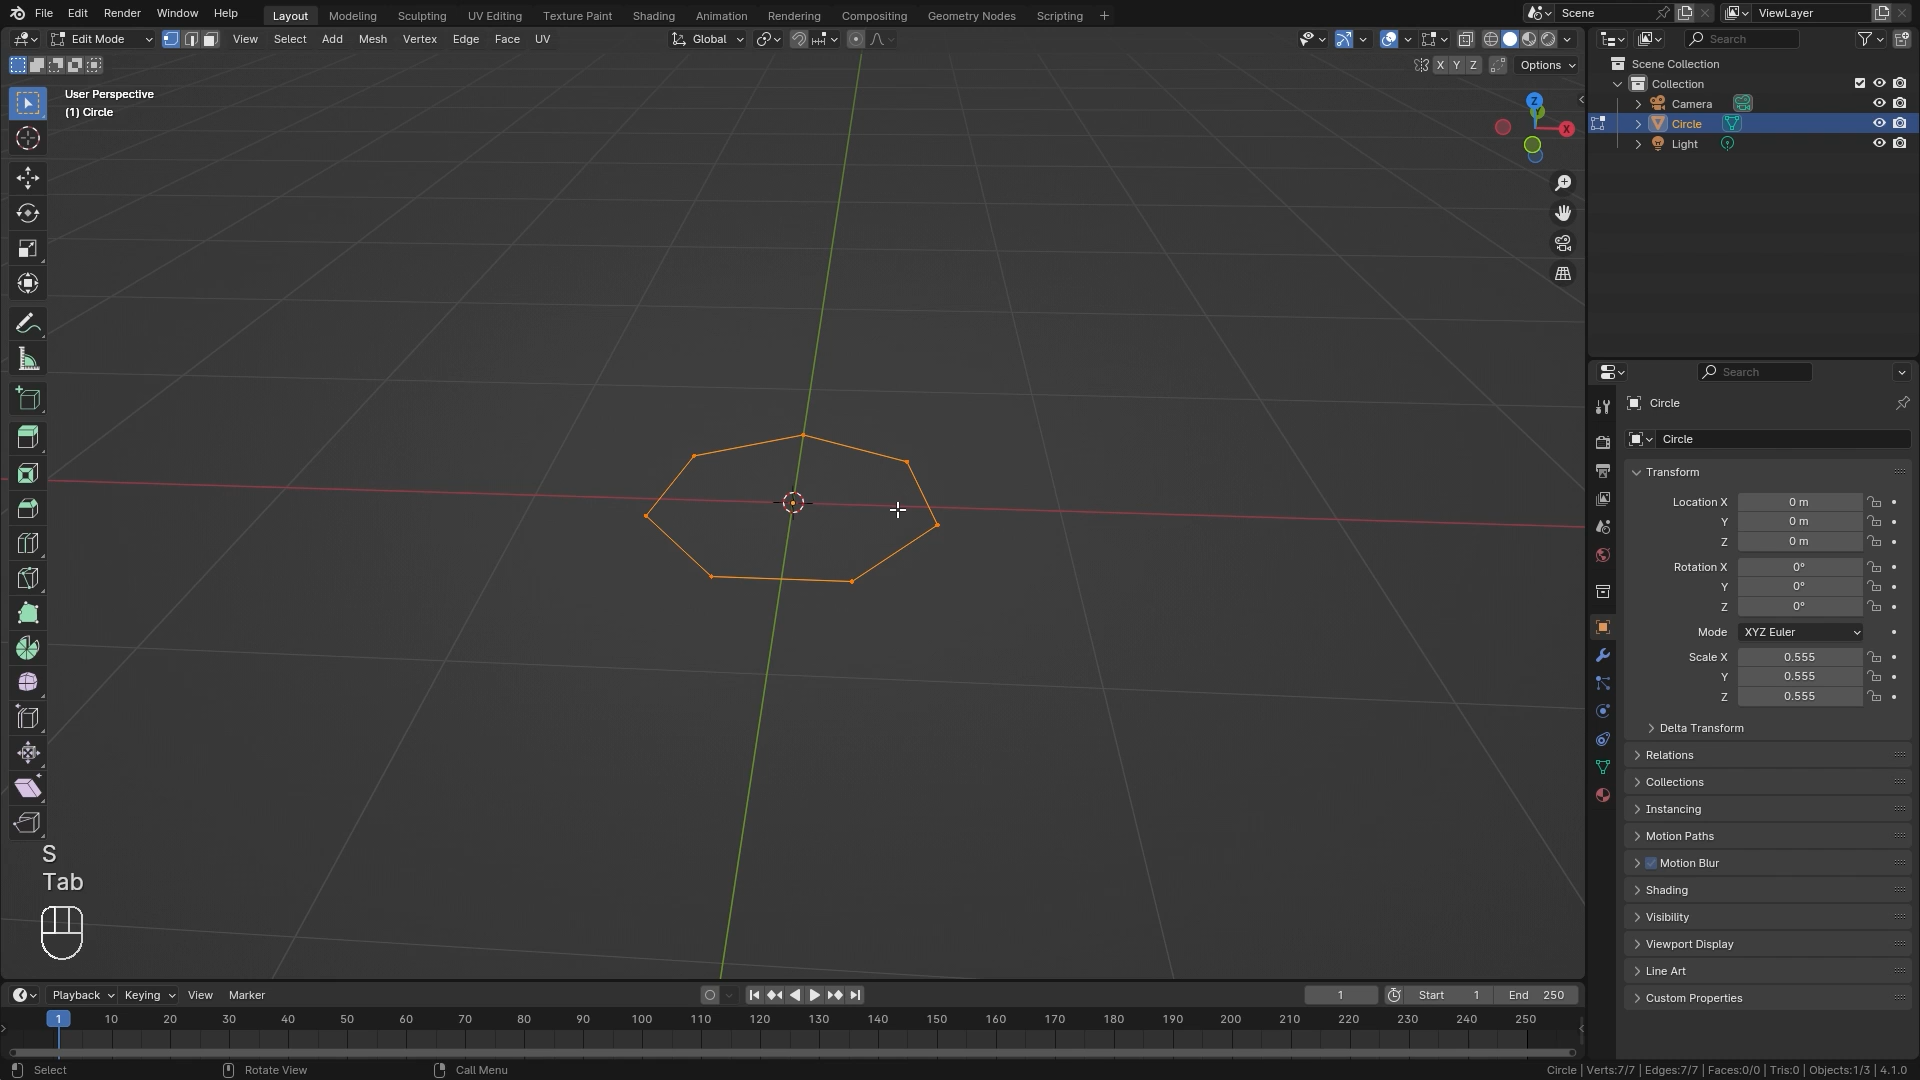 File Edit Render Window Help Layout Modeling Sculpting UV Editing Texture Paint Shading Animation Rendering Compositing Geometry Nodes Scripting + Scene ViewLayer
Edit Mode View Select Add Mesh Vertex Edge Face UV Global Search
X Y Z Options
User Perspective
(1) Circle
Z
X
Scene Collection
Collection
Camera
Circle
Light
Search
Circle
Circle
Transform
Location X 0 m
Y 0 m
Z 0 m
Rotation X 0°
Y 0°
Z 0°
Mode XYZ Euler
Scale X 0.555
Y 0.555
Z 0.555
Delta Transform
Relations
Collections
Instancing
Motion Paths
Motion Blur
Shading
Visibility
Viewport Display
Line Art
Custom Properties
S
Tab
Playback Keying View Marker 1 Start 1 End 250
1 10 20 30 40 50 60 70 80 90 100 110 120 130 140 150 160 170 180 190 200 210 220 230 240 250
Select Rotate View Call Menu Circle | Verts:7/7 | Edges:7/7 | Faces:0/0 | Tris:0 | Objects:1/3 | 4.1.0